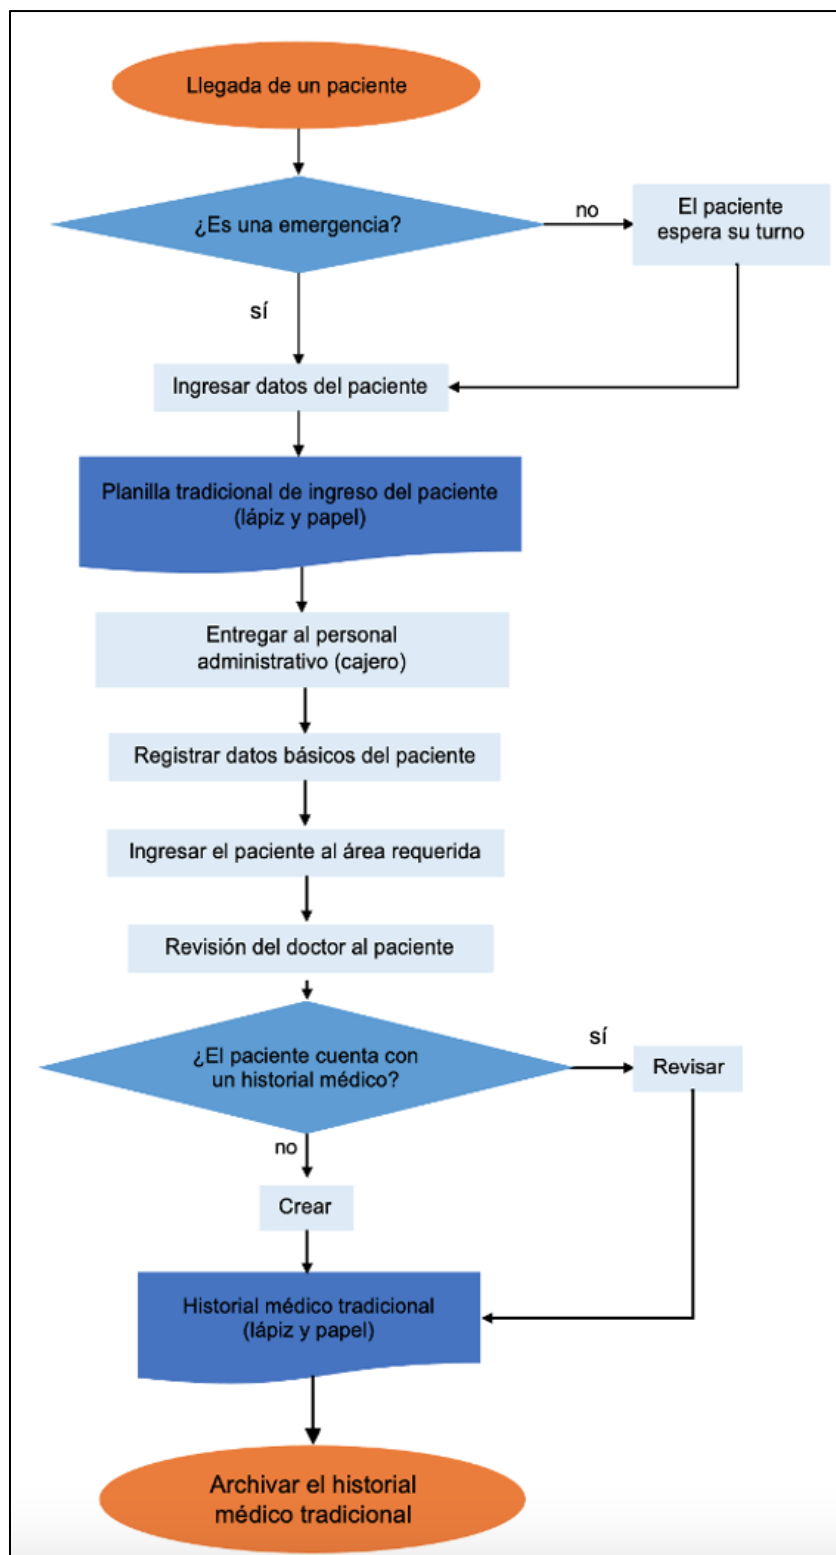 Llegada de un paciente
¿Es una emergencia?
no
El paciente
espera su turno
sí
Ingresar datos del paciente
Planilla tradicional de ingreso del paciente
(lápiz y papel)
Entregar al personal
administrativo (cajero)
Registrar datos básicos del paciente
Ingresar el paciente al área requerida
Revisión del doctor al paciente
¿El paciente cuenta con
un historial médico?
sí
Revisar
no
Crear
Historial médico tradicional
(lápiz y papel)
Archivar el historial
médico tradicional